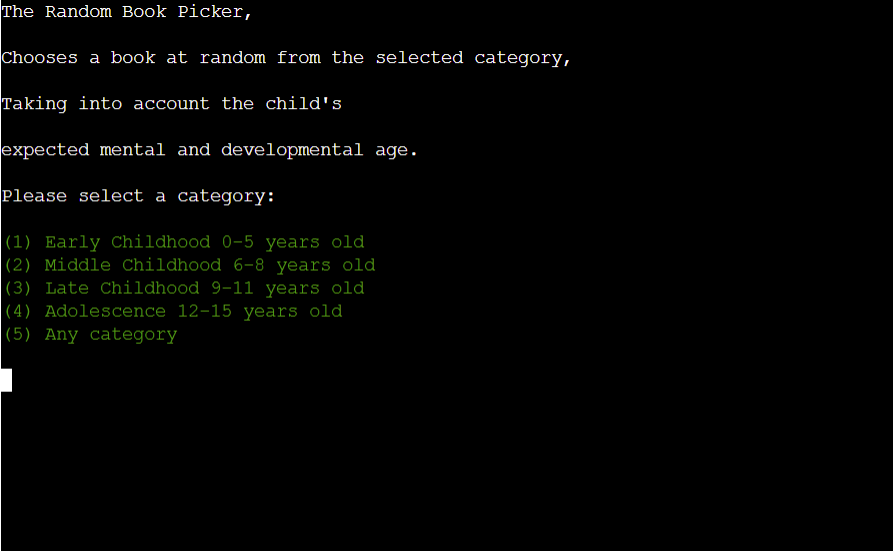 The Random Book Picker,
Chooses a book at random from the selected category,
Taking into account the child's
expected mental and developmental age.
Please select a category:
(1) Early Childhood 0-5 years old
(2) Middle Childhood 6-8 years old
(3) Late Childhood 9-11 years old
(4) Adolescence 12-15 years old
(5) Any category